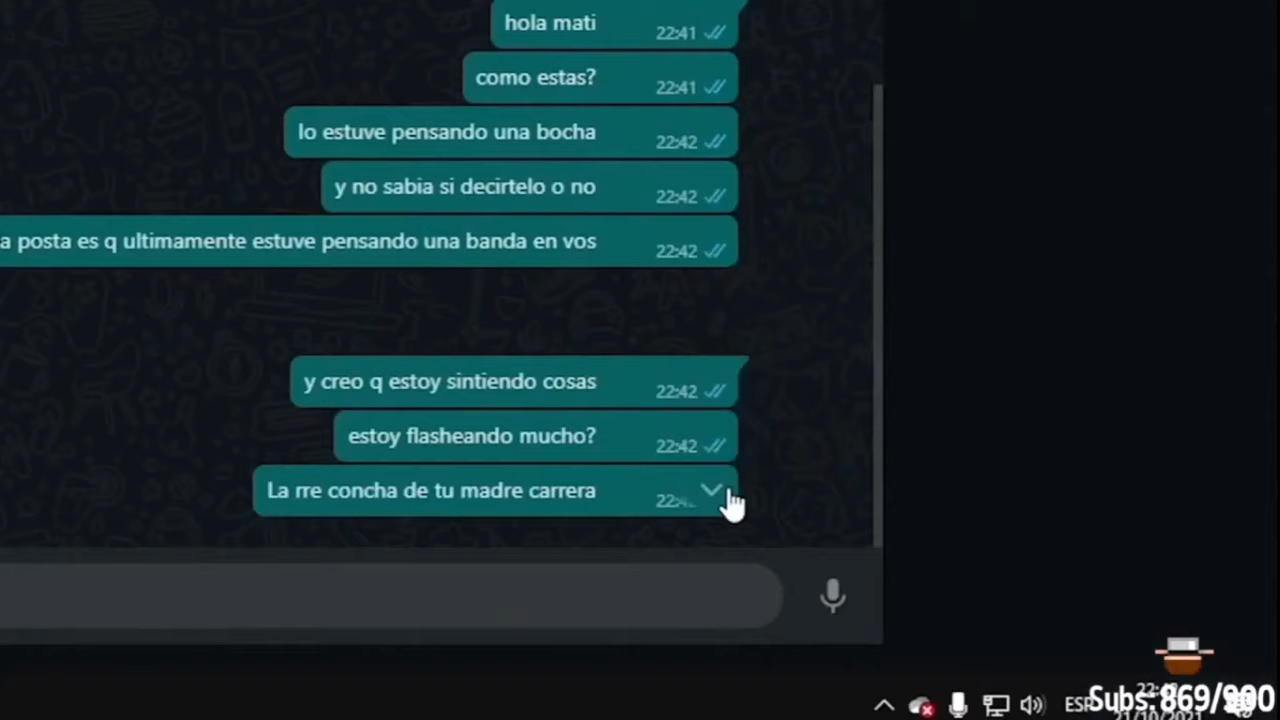 hola mati
22:41
como estas?
22:41
lo estuve pensando una bocha
22:42
y no sabia si decirtelo o no
22:42
a posta es q ultimamente estuve pensando una banda en vos
22:42
y creo q estoy sintiendo cosas
22:42
estoy flasheando mucho?
22:42
La rre concha de tu madre carrera
ESP
Subs: 869/900